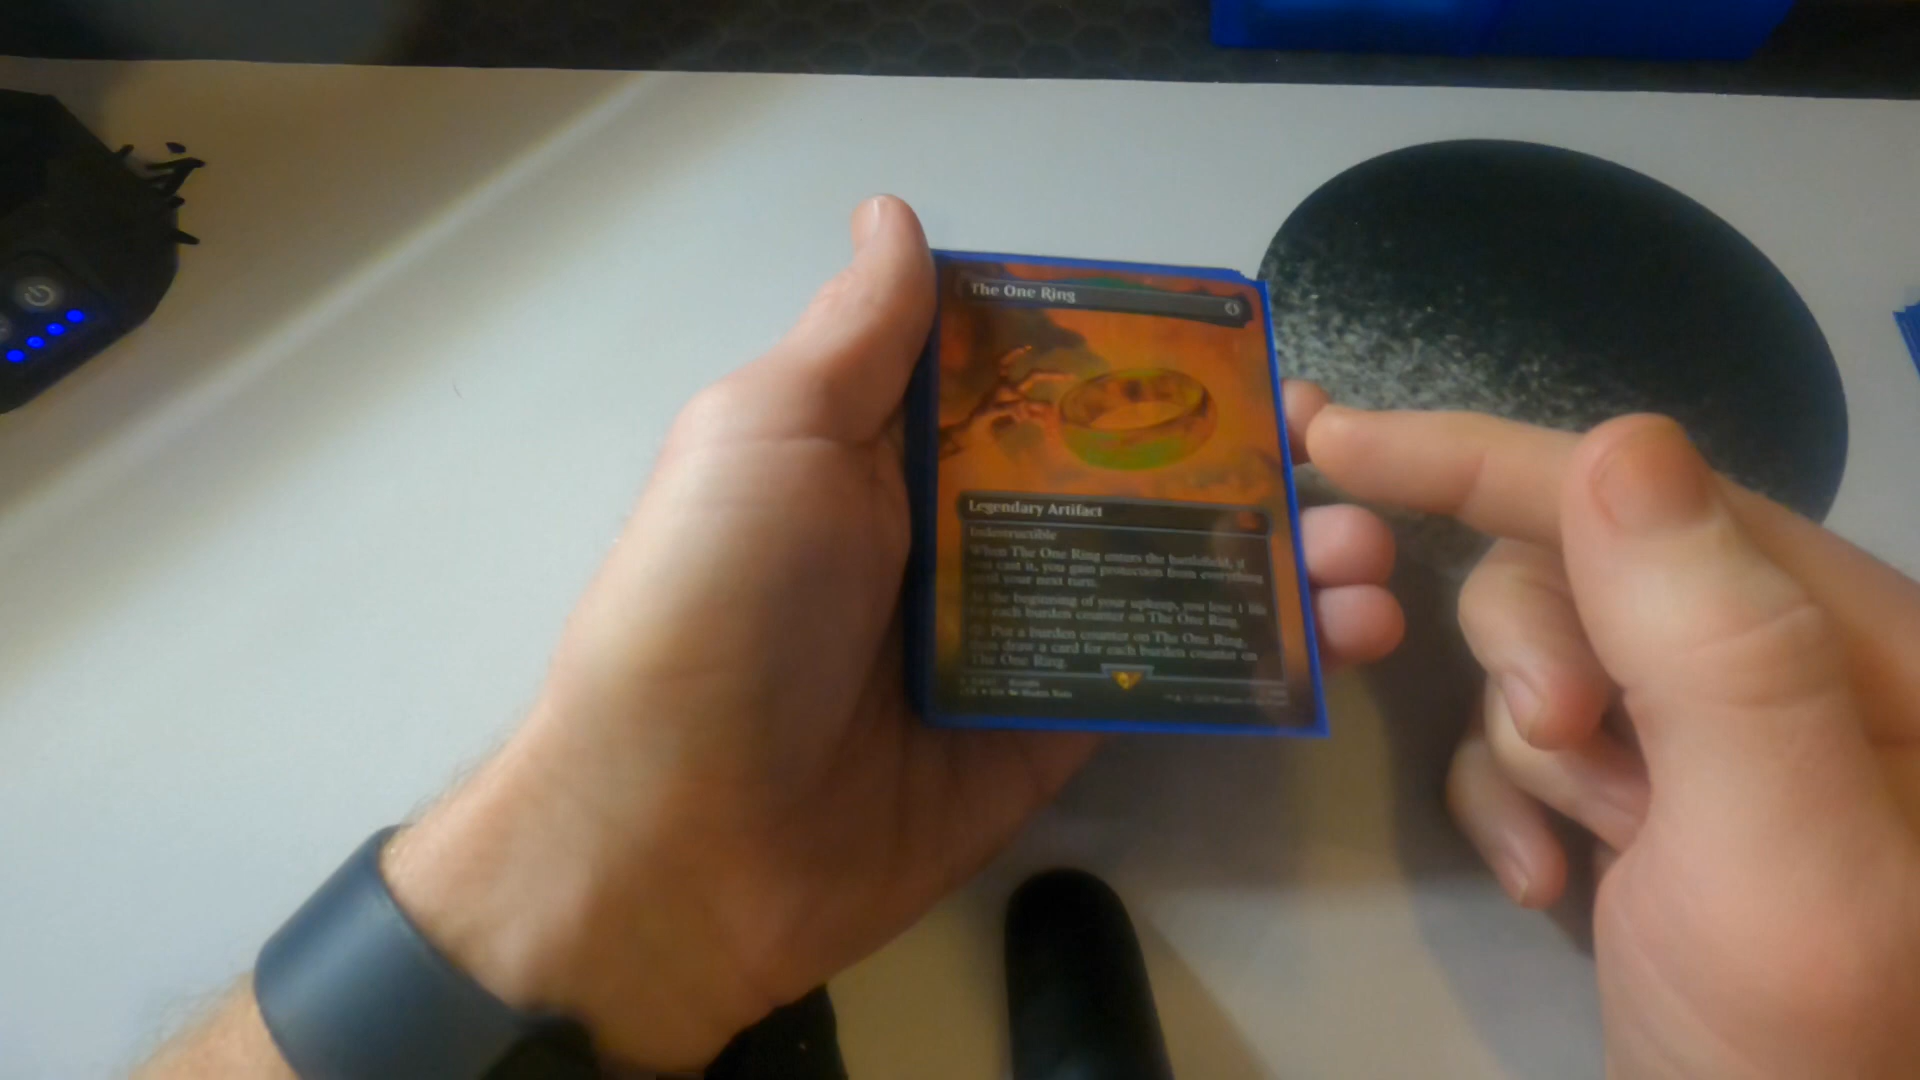 The One Ring
Legendary Artifact
Indestructible
When The One Ring enters the battlefield, if
you cast it, you gain protection from everything
until your next turn.
At the beginning of your upkeep, you lose 1 life
for each burden counter on The One Ring.
Put a burden counter on The One Ring,
then draw a card for each burden counter on
The One Ring.